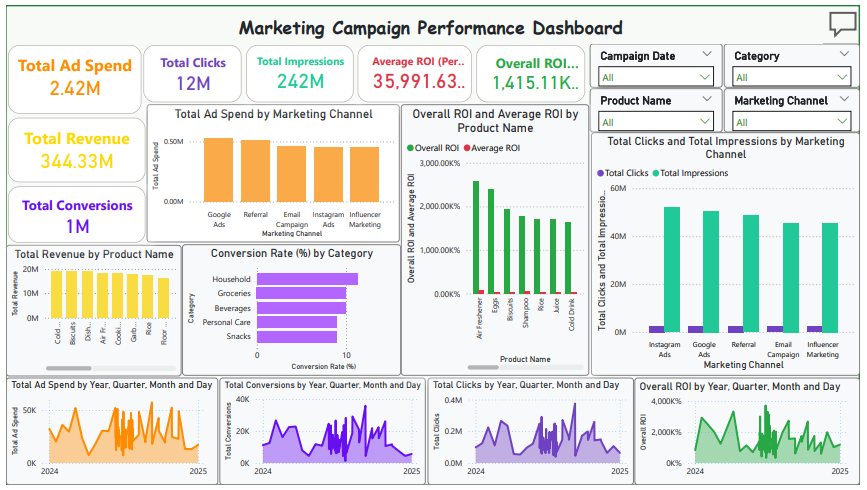 Marketing Campaign Performance Dashboard
Total Ad Spend
2.42M
Total Clicks
12M
Total Impressions
242M
Average ROI (Per..
35,991.63..
Overall ROI...
1,415.11K..
Campaign Date
All
Category
All
Product Name
All
Marketing Channel
All
Total Revenue
344.33M
Total Conversions
1M
Total Ad Spend by Marketing Channel
Total Ad Spend
0.50M
0.00M
Google
Ads
Referral
Email
Campaign
Instagram
Ads
Influencer
Marketing
Marketing Channel
Overall ROI and Average ROI by
Product Name
Overall ROI
Average ROI
Overall ROI and Average ROI
3,000.00K%
2,000.00K%
1,000.00K%
0.00K%
Air Freshener
Eggs
Biscuits
Shampoo
Rice
Juice
Cold Drink
Product Name
Total Clicks and Total Impressions by Marketing
Channel
Total Clicks
Total Impressions
Total Clicks and Total Impressio...
60M
40M
20M
0M
Instagram
Ads
Google
Ads
Referral
Email
Campaign
Influencer
Marketing
Marketing Channel
Total Revenue by Product Name
Total Revenue
20M
10M
0M
Cold ...
Biscuits
Dish...
Air Fr...
Cooki...
Garb...
Rice
Floor ...
Conversion Rate (%) by Category
Category
Household
Groceries
Beverages
Personal Care
Snacks
0
10
Conversion Rate (%)
Total Ad Spend by Year, Quarter, Month and Day
Total Ad Spend
50K
0K
2024
2025
Total Conversions by Year, Quarter, Month and Day
Total Conversions
40K
20K
0K
2024
2025
Total Clicks by Year, Quarter, Month and Day
Total Clicks
0.4M
0.2M
0.0M
2024
2025
Overall ROI by Year, Quarter, Month and Day
Overall ROI
4,000K%
2,000K%
0K%
2024
2025